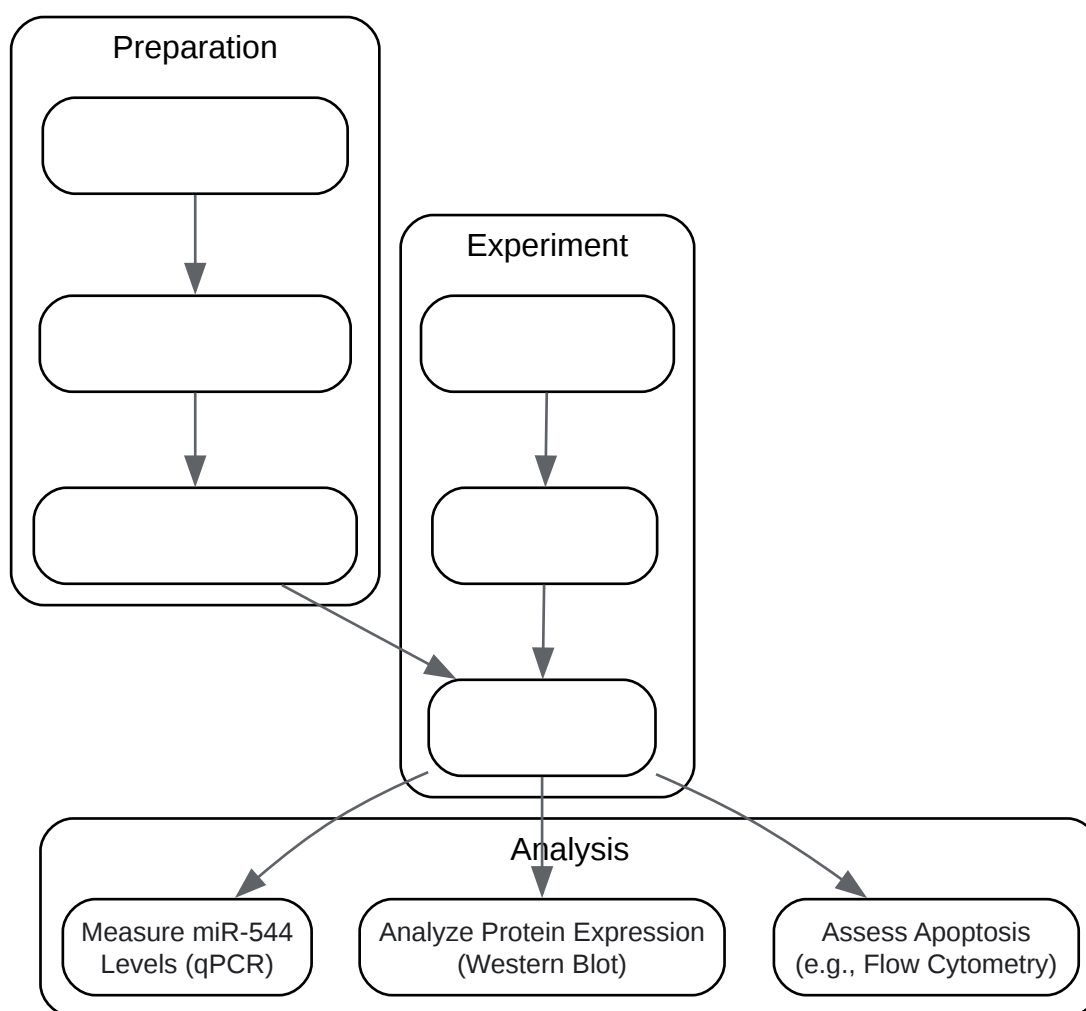 Preparation
Experiment
Analysis
Measure miR-544
Levels (qPCR)
Analyze Protein Expression
(Western Blot)
Assess Apoptosis
(e.g., Flow Cytometry)